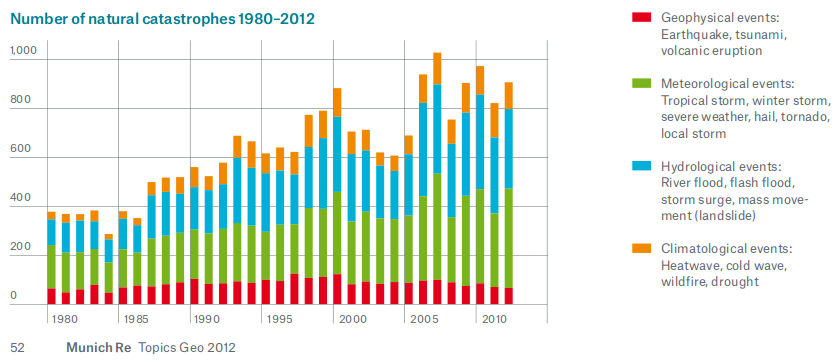 Number of natural catastrophes 1980–2012
1,000
800
600
400
200
0
1980
1985
1990
1995
2000
2005
2010
Geophysical events:
Earthquake, tsunami,
volcanic eruption
Meteorological events:
Tropical storm, winter storm,
severe weather, hail, tornado,
local storm
Hydrological events:
River flood, flash flood,
storm surge, mass move-
ment (landslide)
Climatological events:
Heatwave, cold wave,
wildfire, drought
52 Munich Re Topics Geo 2012